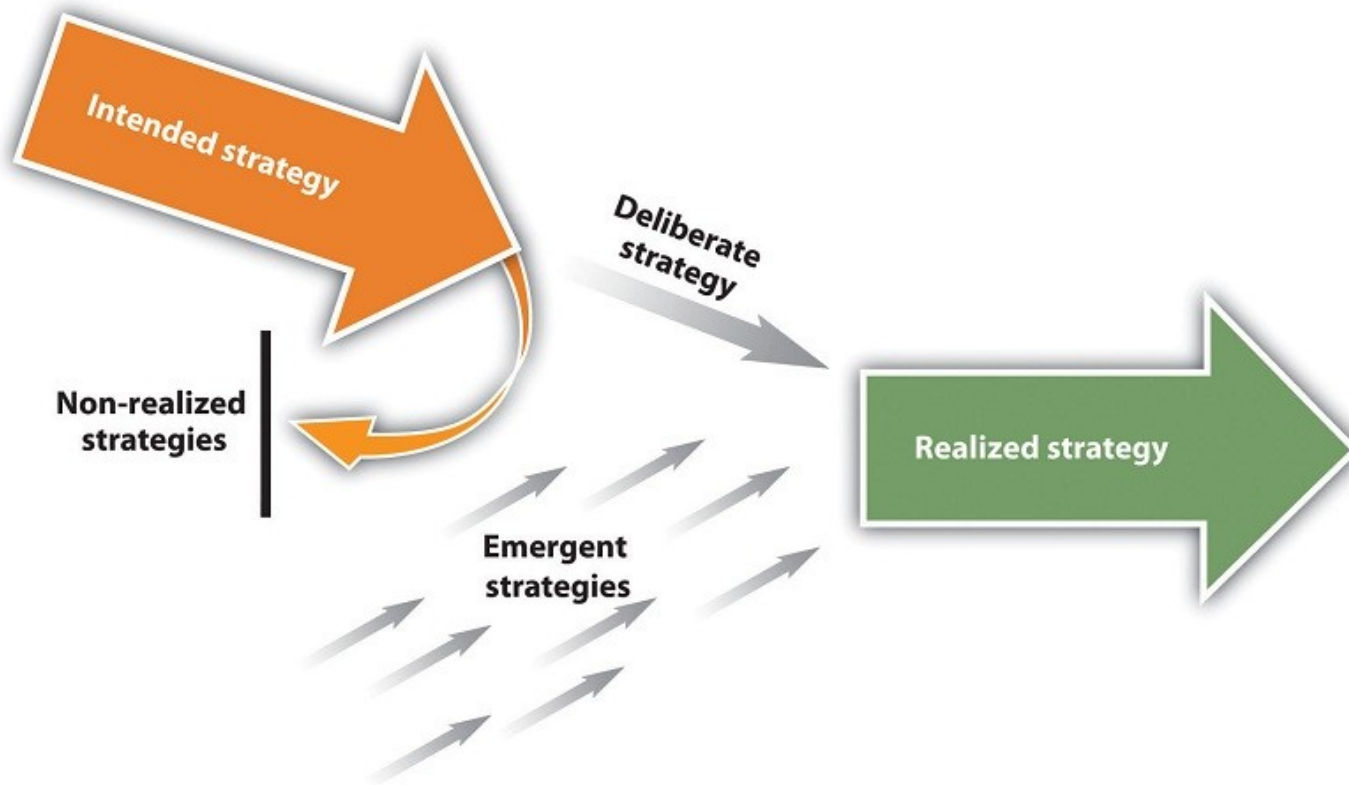 Intended strategy
Deliberate
strategy
Non-realized
strategies
Realized strategy
Emergent
strategies